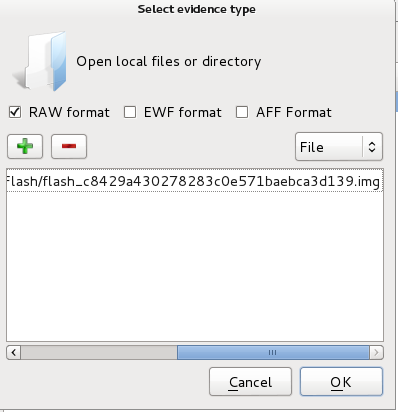 Select evidence type
Open local files or directory
RAW format EWF format AFF Format
File
Flash/flash_c8429a430278283c0e571baebca3d139.img
Cancel OK